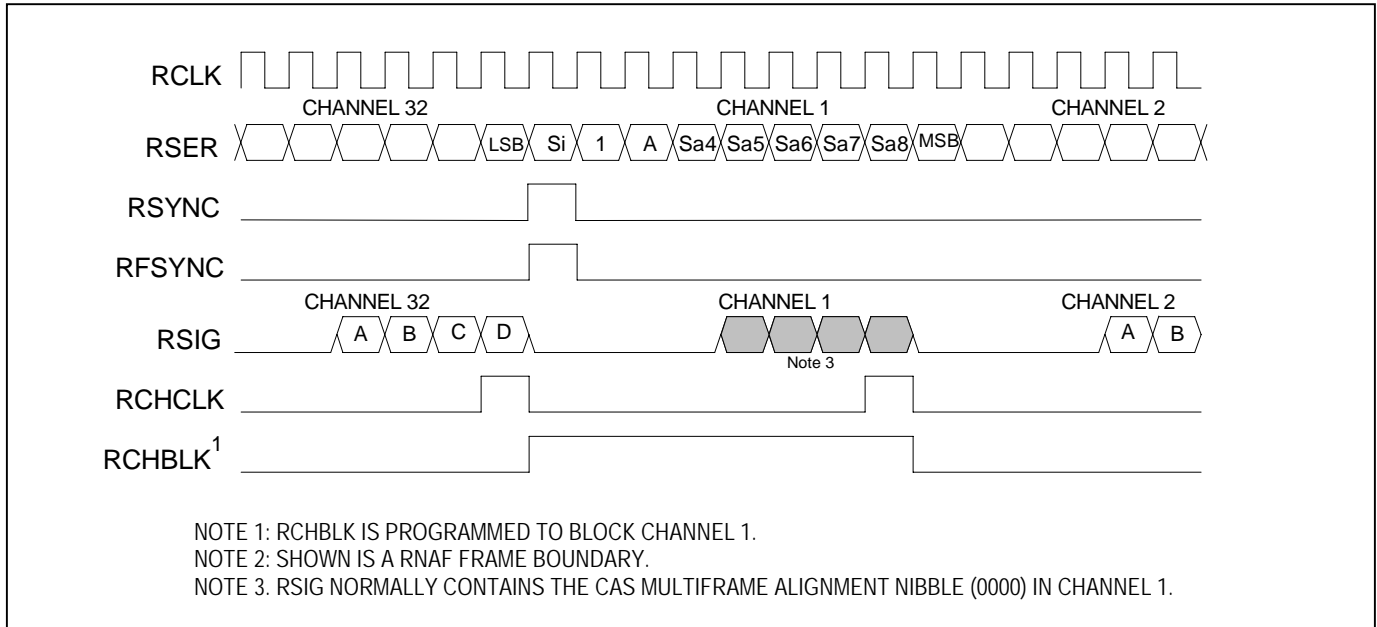 RCLK
CHANNEL 32 CHANNEL 1 CHANNEL 2
RSER LSB Si 1 A Sa4 Sa5 Sa6 Sa7 Sa8 MSB
RSYNC
RFSYNC
CHANNEL 32 CHANNEL 1 CHANNEL 2
RSIG A B C D A B
Note 3
RCHCLK
RCHBLK¹
NOTE 1: RCHBLK IS PROGRAMMED TO BLOCK CHANNEL 1.
NOTE 2: SHOWN IS A RNAF FRAME BOUNDARY.
NOTE 3. RSIG NORMALLY CONTAINS THE CAS MULTIFRAME ALIGNMENT NIBBLE (0000) IN CHANNEL 1.